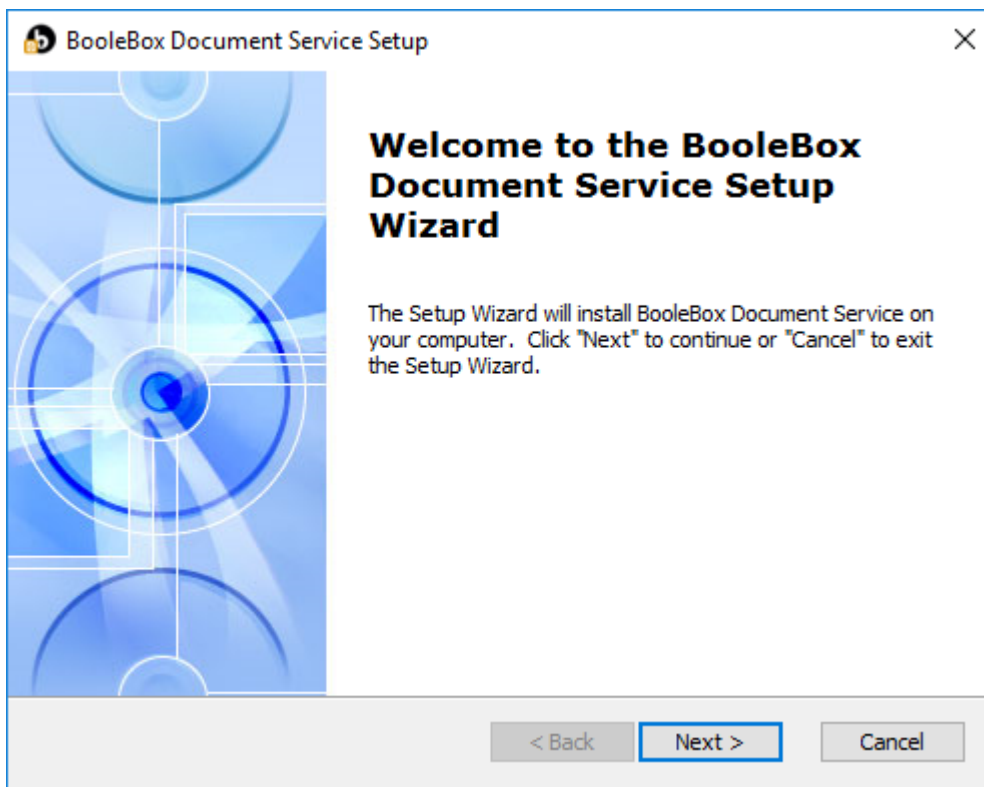 BooleBox Document Service Setup
Welcome to the BooleBox
Document Service Setup
Wizard
The Setup Wizard will install BooleBox Document Service on
your computer.  Click "Next" to continue or "Cancel" to exit
the Setup Wizard.
< Back
Next >
Cancel